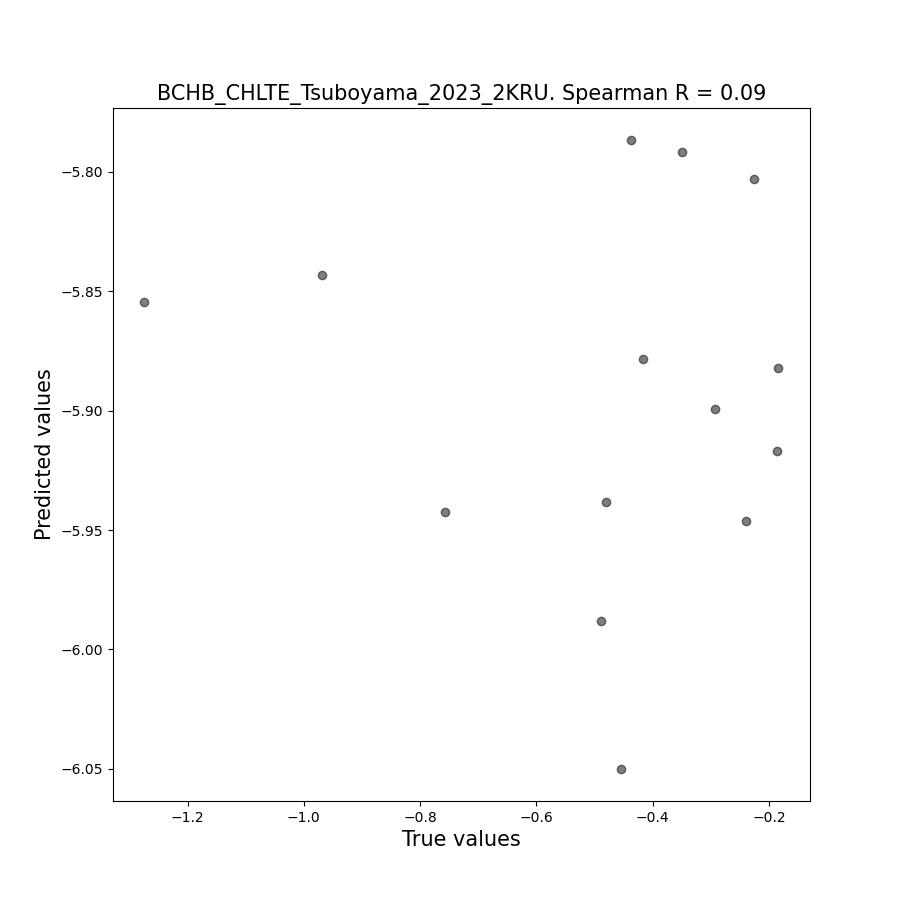 BCHB_CHLTE_Tsuboyama_2023_2KRU. Spearman R = 0.09
Predicted values
−5.80
−5.85
−5.90
−5.95
−6.00
−6.05
−1.2 −1.0 −0.8 −0.6 −0.4 −0.2
True values